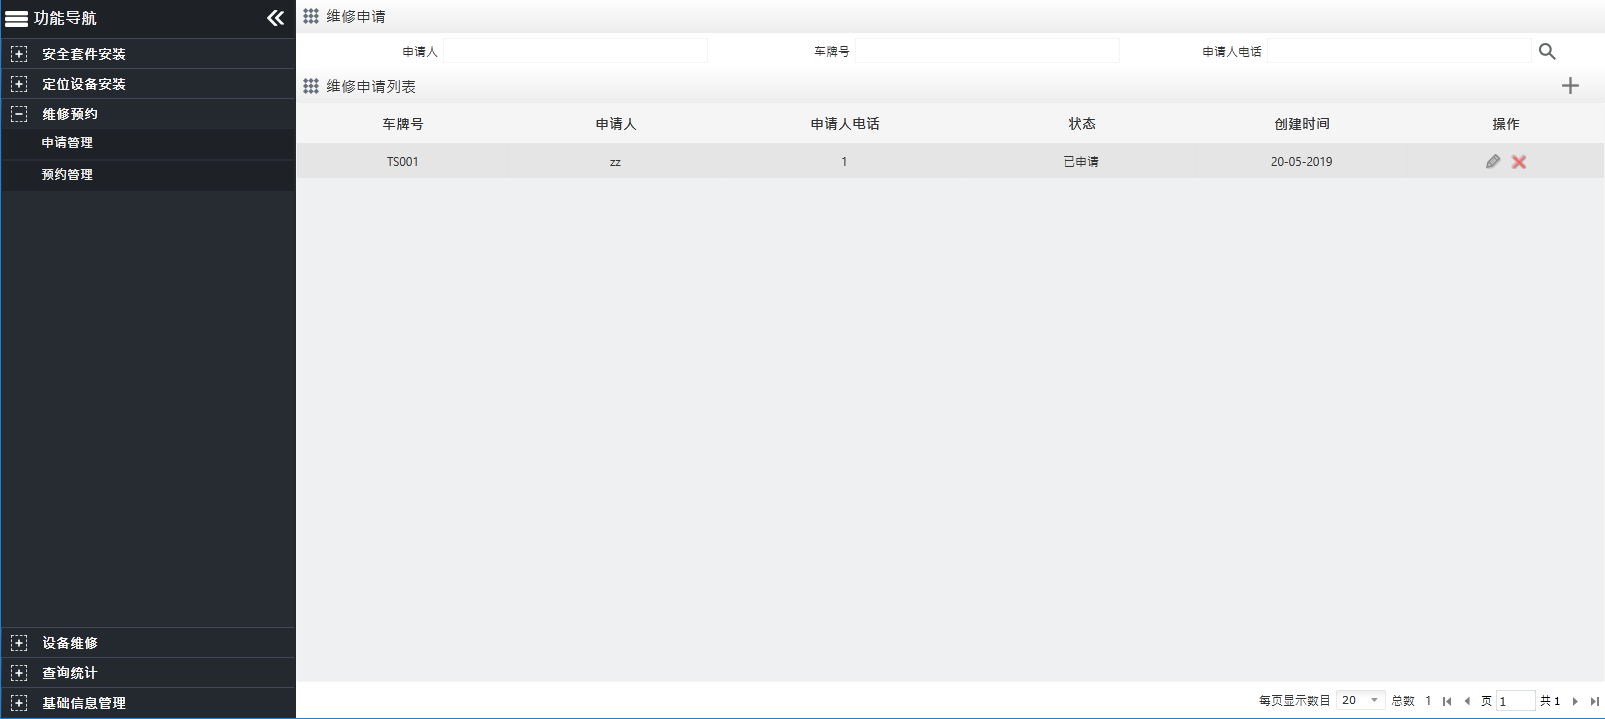 功能导航
安全套件安装
定位设备安装
维修预约
申请管理
预约管理
设备维修
查询统计
基础信息管理
维修申请
申请人 车牌号 申请人电话
维修申请列表
车牌号 申请人 申请人电话 状态 创建时间 操作
TS001 zz 1 已申请 20-05-2019
每页显示数目 20 总数 1 页 1 共 1